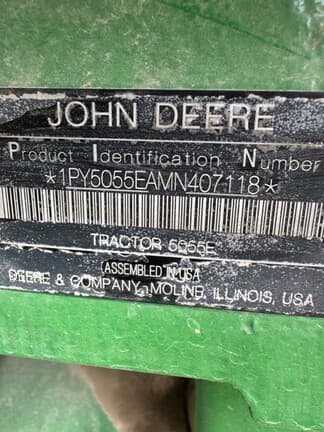 JOHN DEERE
Product Identification Number
*1PY5055EAMN407118*
TRACTOR 5055E
(ASSEMBLED IN USA
DEERE & COMPANY, MOLINE, ILLINOIS, USA